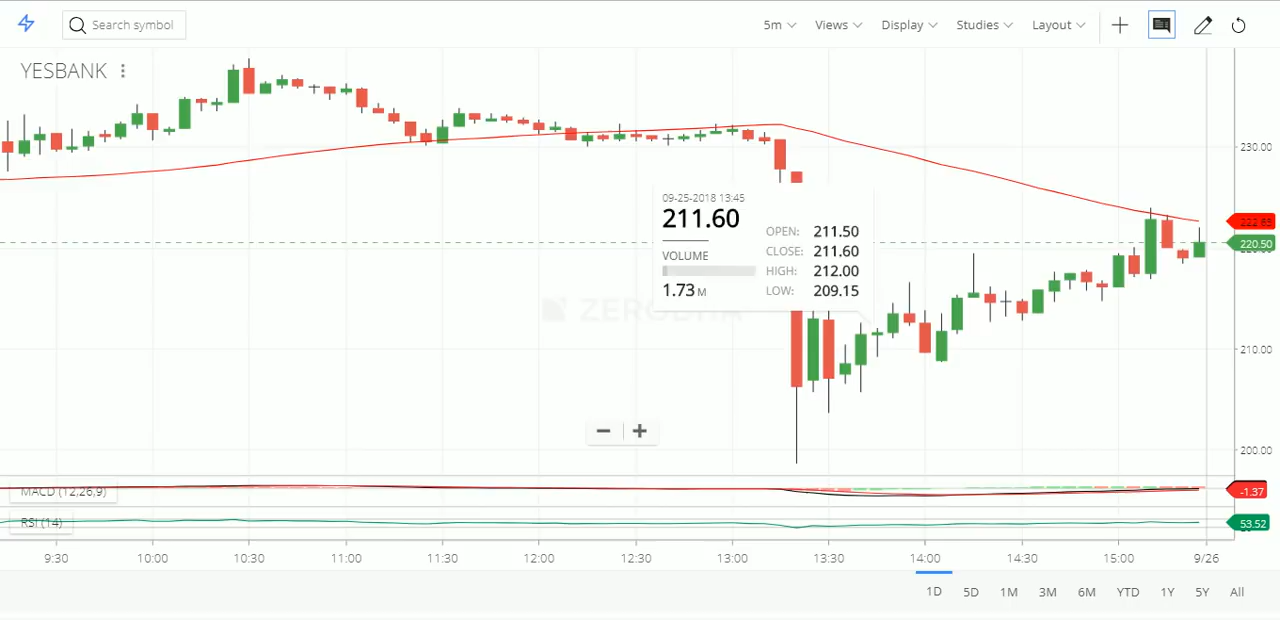 Search symbol
5m Views Display Studies Layout
YESBANK
230.00
09-25-2018 13:45
211.60
VOLUME
1.73 M
OPEN: 211.50
CLOSE: 211.60
HIGH: 212.00
LOW: 209.15
222.63
220.50
ZERODHA
210.00
200.00
MACD (12,26,9)
-1.37
RSI (14)
53.52
9:30 10:00 10:30 11:00 11:30 12:00 12:30 13:00 13:30 14:00 14:30 15:00 9/26
1D 5D 1M 3M 6M YTD 1Y 5Y All